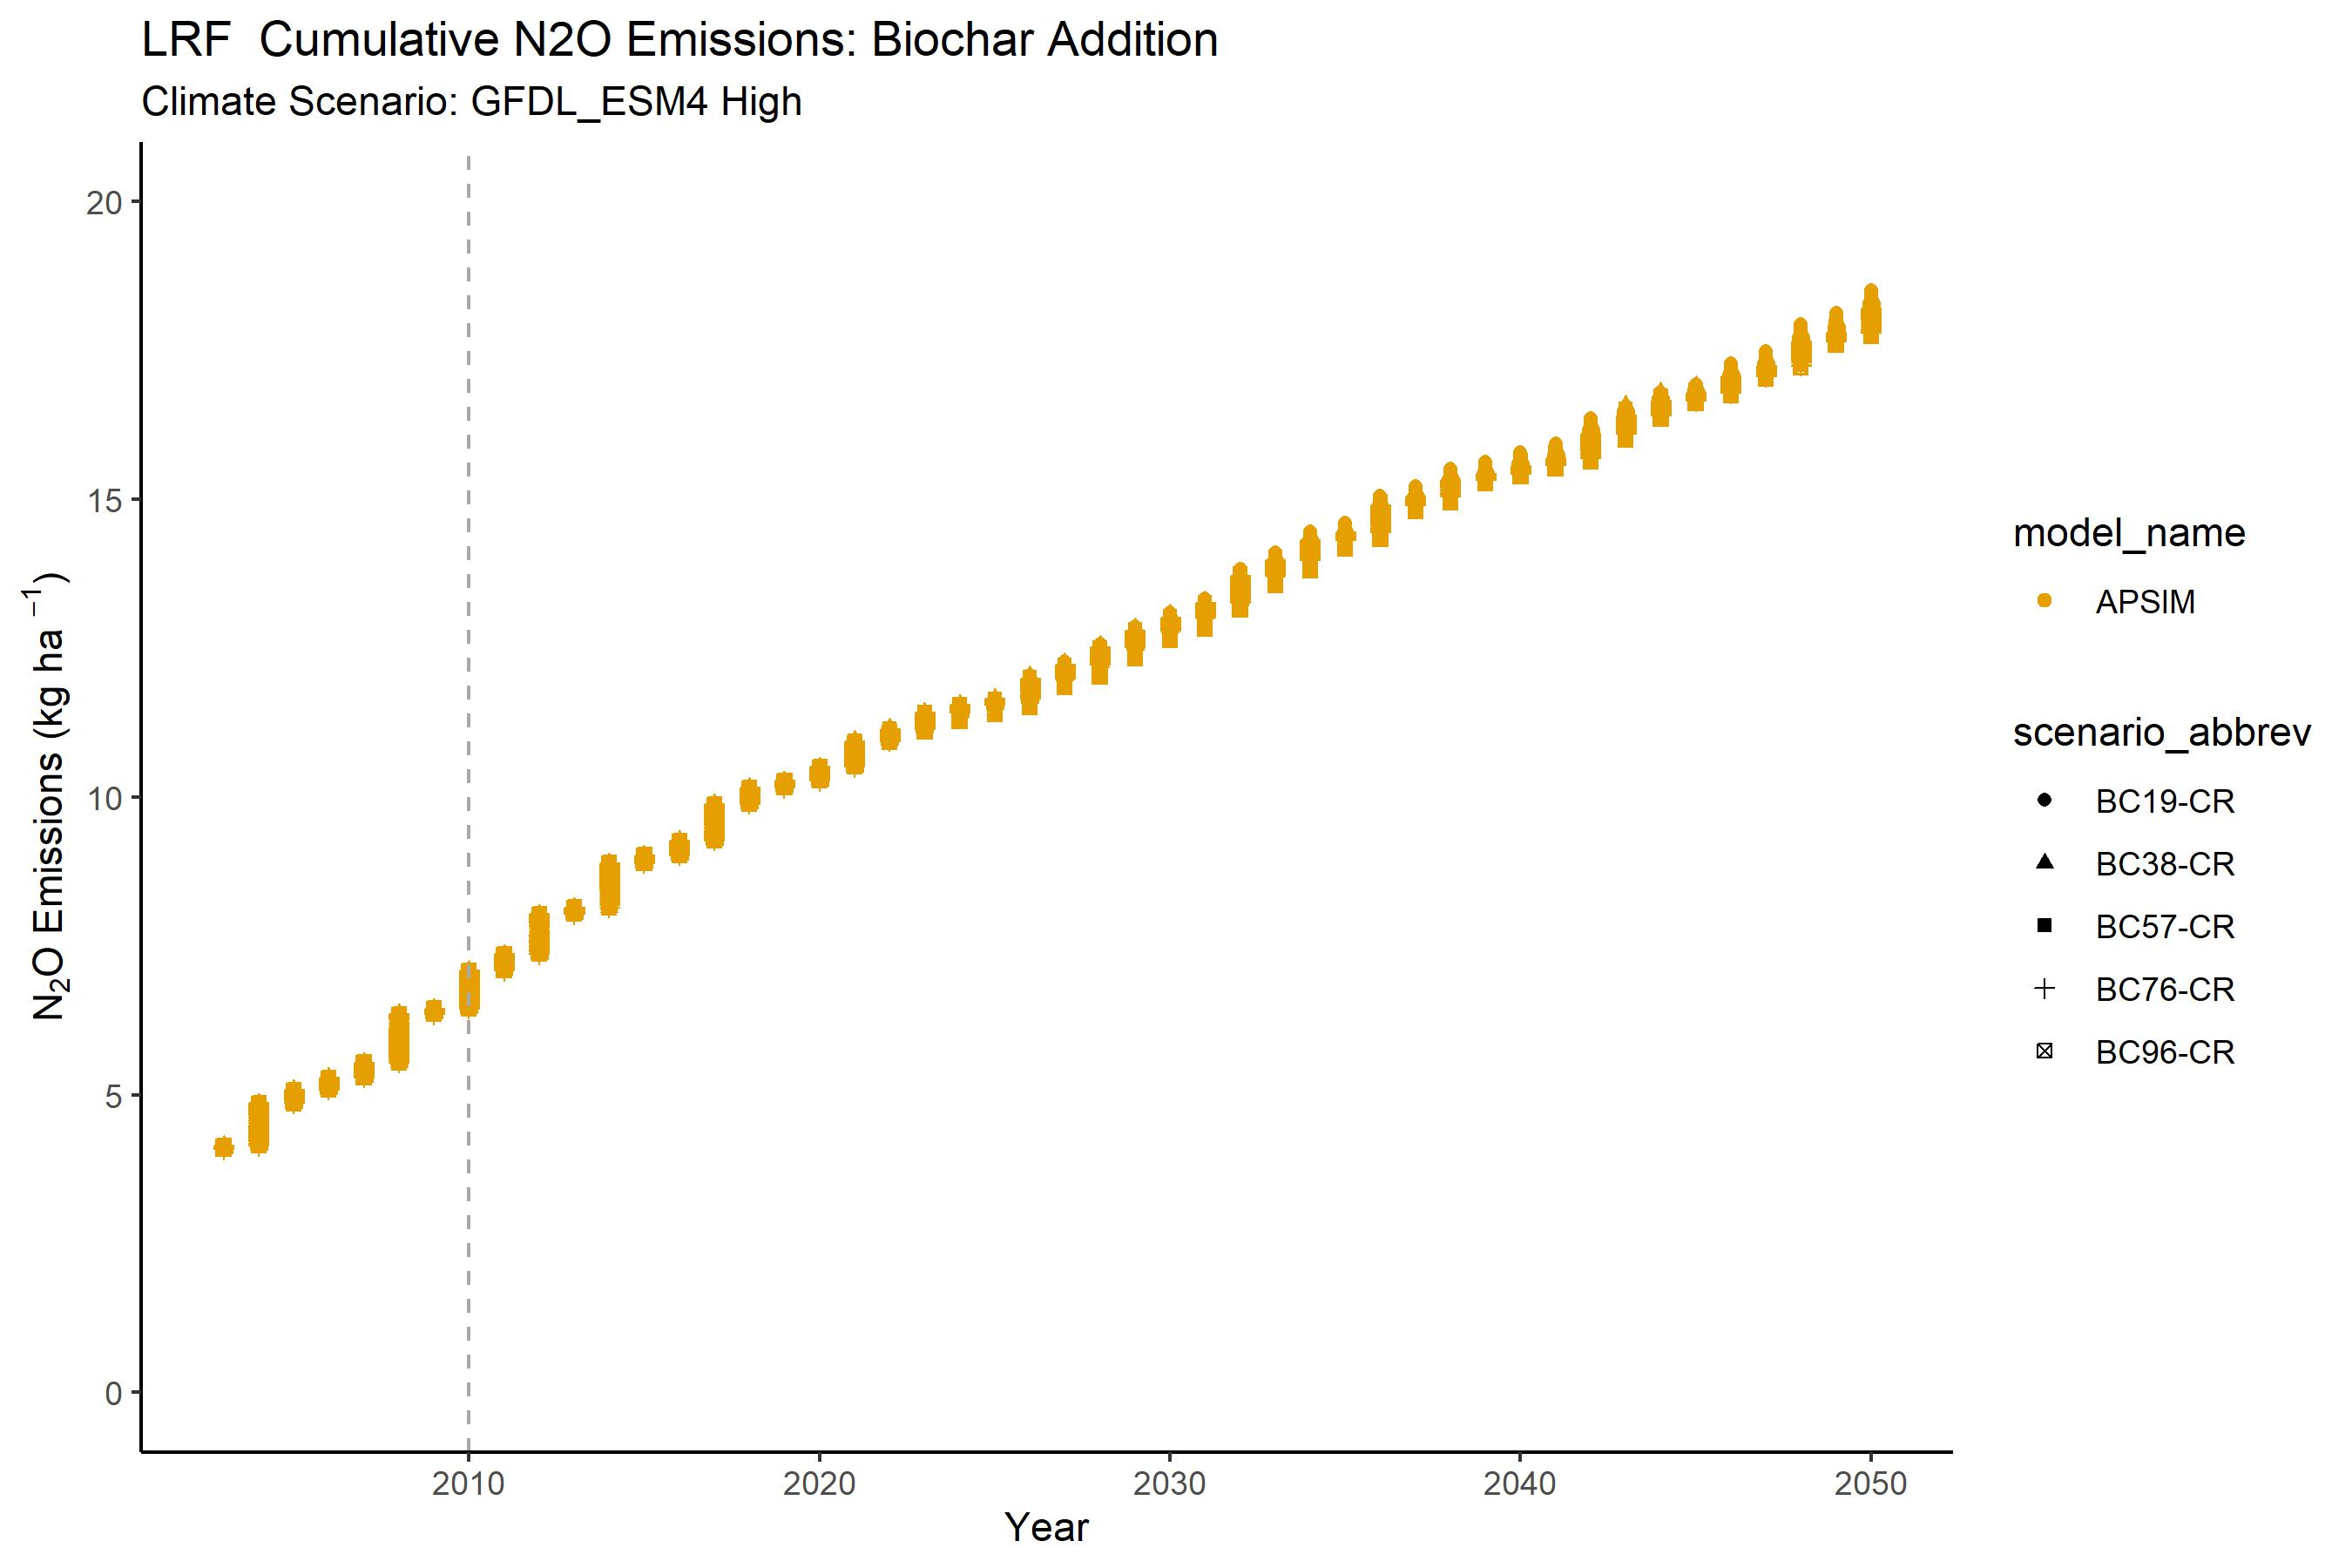 LRF  Cumulative N2O Emissions: Biochar Addition
Climate Scenario: GFDL_ESM4 High
N₂O Emissions (kg ha ⁻¹)
20
15
10
5
0
2010
2020
2030
2040
2050
Year
model_name
APSIM
scenario_abbrev
BC19-CR
BC38-CR
BC57-CR
BC76-CR
BC96-CR